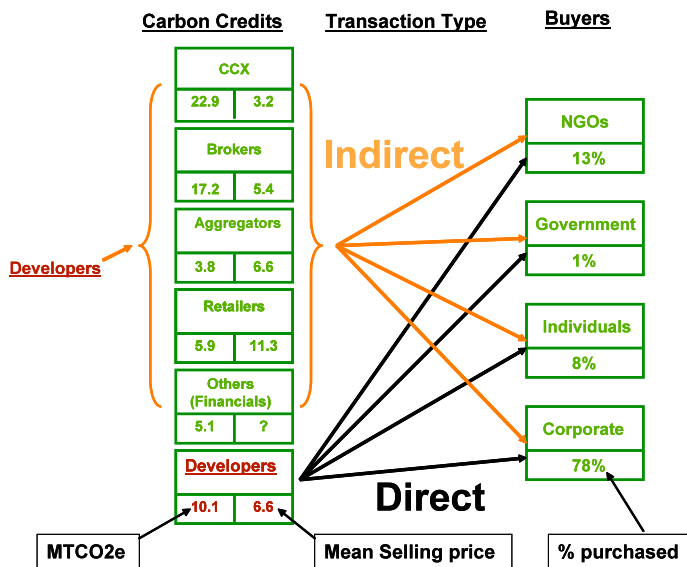 Carbon Credits Transaction Type Buyers
CCX
22.9 3.2
Brokers
17.2 5.4
Aggregators
3.8 6.6
Retailers
5.9 11.3
Others
(Financials)
5.1 ?
Developers
10.1 6.6
Developers
Indirect
Direct
NGOs
13%
Government
1%
Individuals
8%
Corporate
78%
MTCO2e
Mean Selling price
% purchased